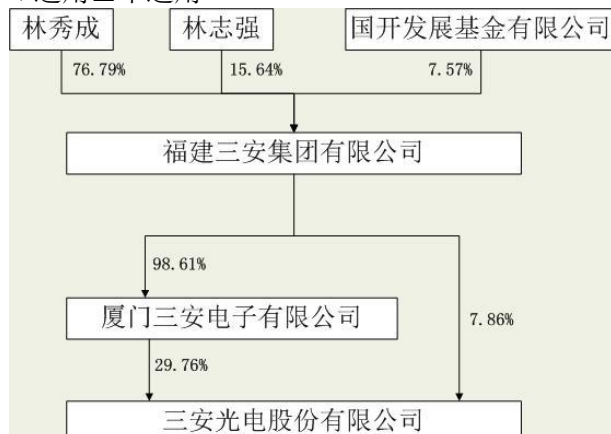 林秀成 林志强 国开发展基金有限公司
76.79% 15.64% 7.57%
福建三安集团有限公司
98.61%
厦门三安电子有限公司
7.86%
29.76%
三安光电股份有限公司